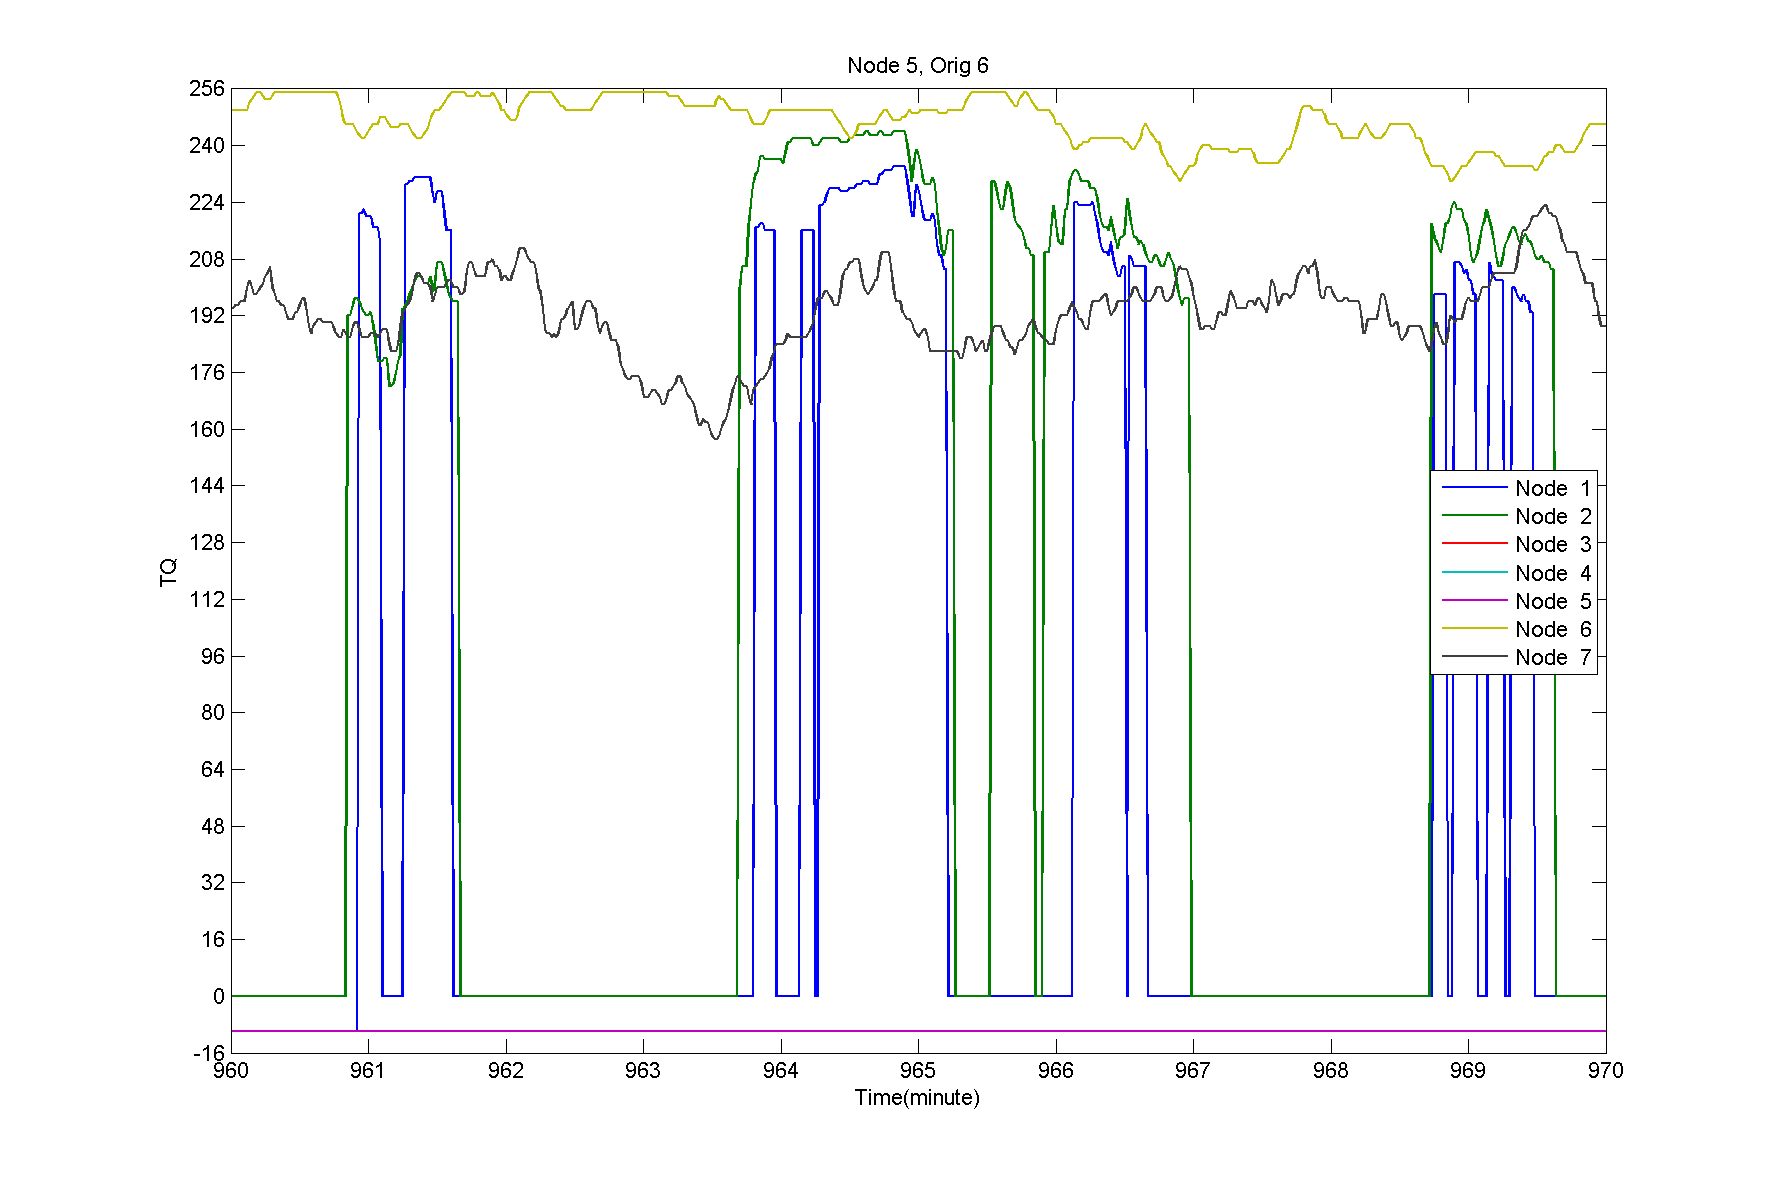 Node 5, Orig 6
256
240
224
208
192
176
160
144
128
112
96
80
64
48
32
16
0
-16
TQ
960 961 962 963 964 965 966 967 968 969 970
Time(minute)
Node 1
Node 2
Node 3
Node 4
Node 5
Node 6
Node 7